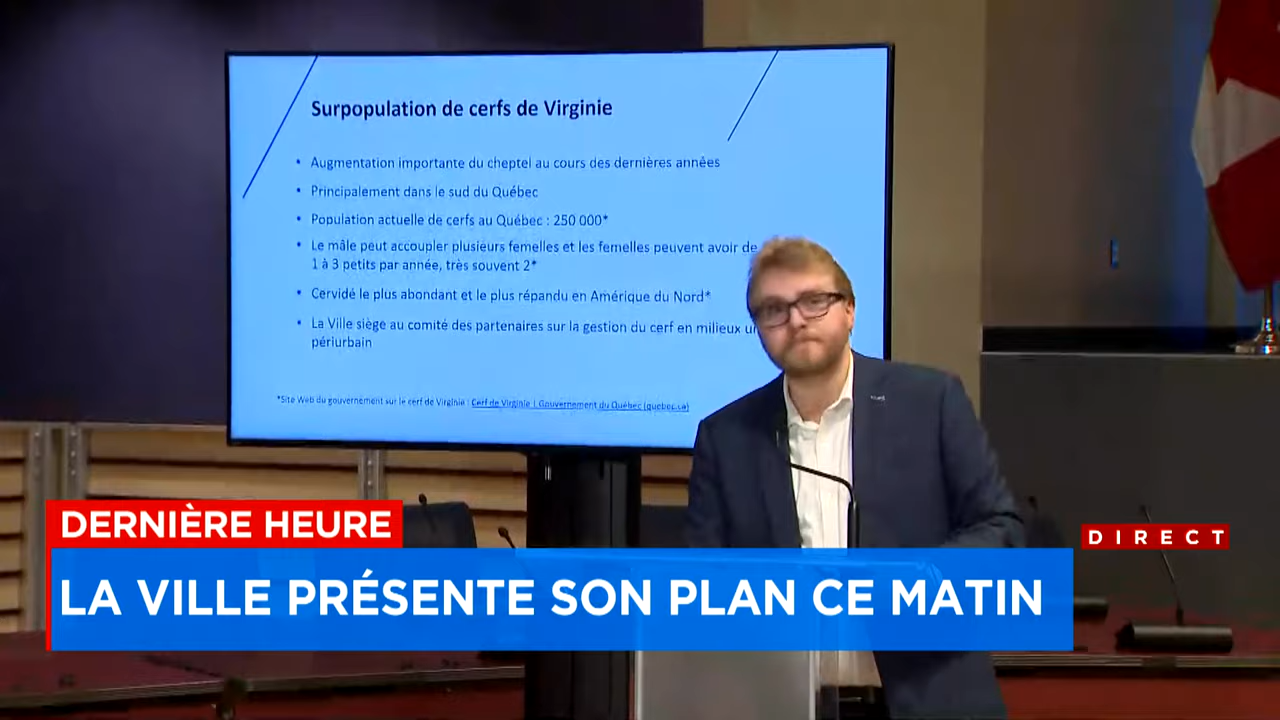 Surpopulation de cerfs de Virginie
• Augmentation importante du cheptel au cours des dernières années
• Principalement dans le sud du Québec
• Population actuelle de cerfs au Québec : 250 000*
• Le mâle peut accoupler plusieurs femelles et les femelles peuvent avoir de
1 à 3 petits par année, très souvent 2*
• Cervidé le plus abondant et le plus répandu en Amérique du Nord*
• La Ville siège au comité des partenaires sur la gestion du cerf en milieux
périurbain
*Site Web du gouvernement sur le cerf de Virginie : Cerf de Virginie | Gouvernement du Québec (quebec.ca)
DERNIÈRE HEURE
DIRECT
LA VILLE PRÉSENTE SON PLAN CE MATIN